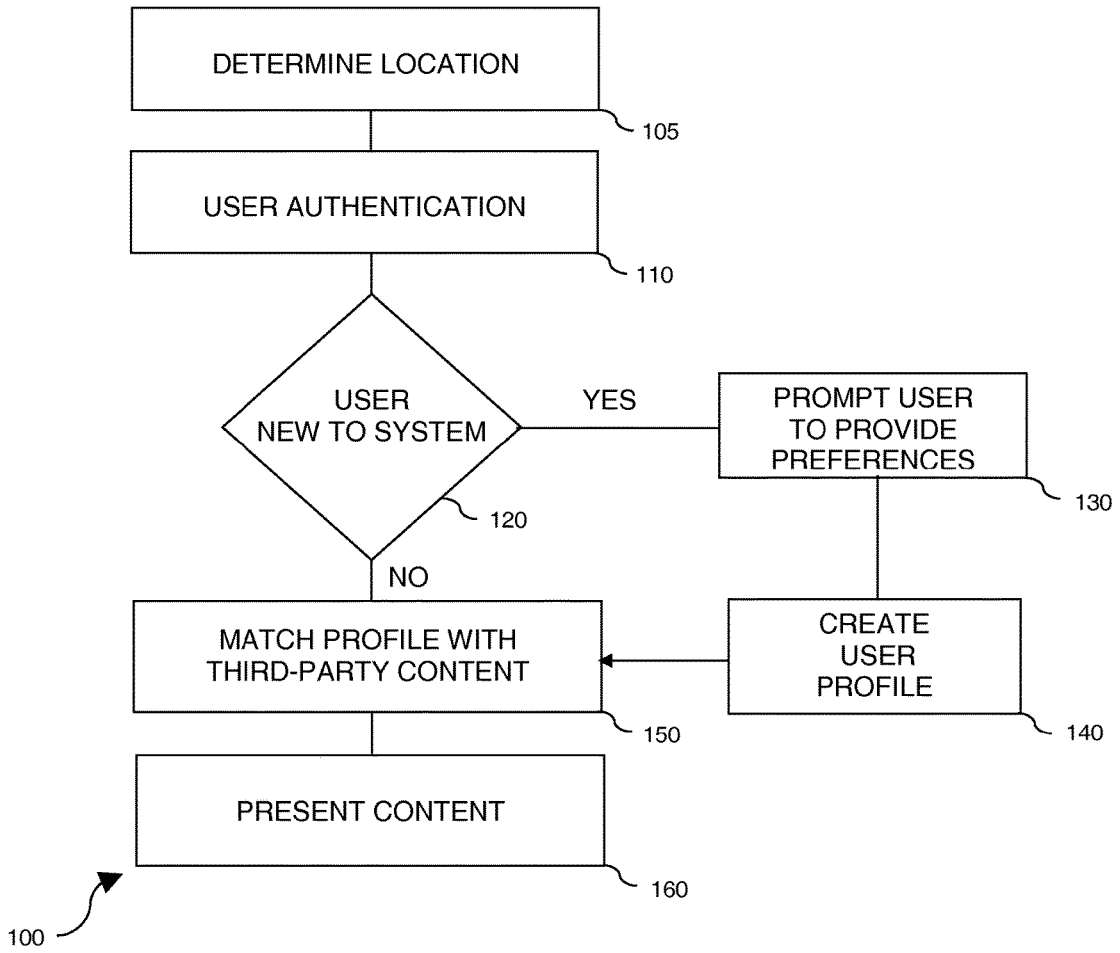 DETERMINE LOCATION
105
USER AUTHENTICATION
110
USER
NEW TO SYSTEM
120
YES
PROMPT USER
TO PROVIDE
PREFERENCES
130
NO
CREATE
USER
PROFILE
140
MATCH PROFILE WITH
THIRD-PARTY CONTENT
150
PRESENT CONTENT
160
100